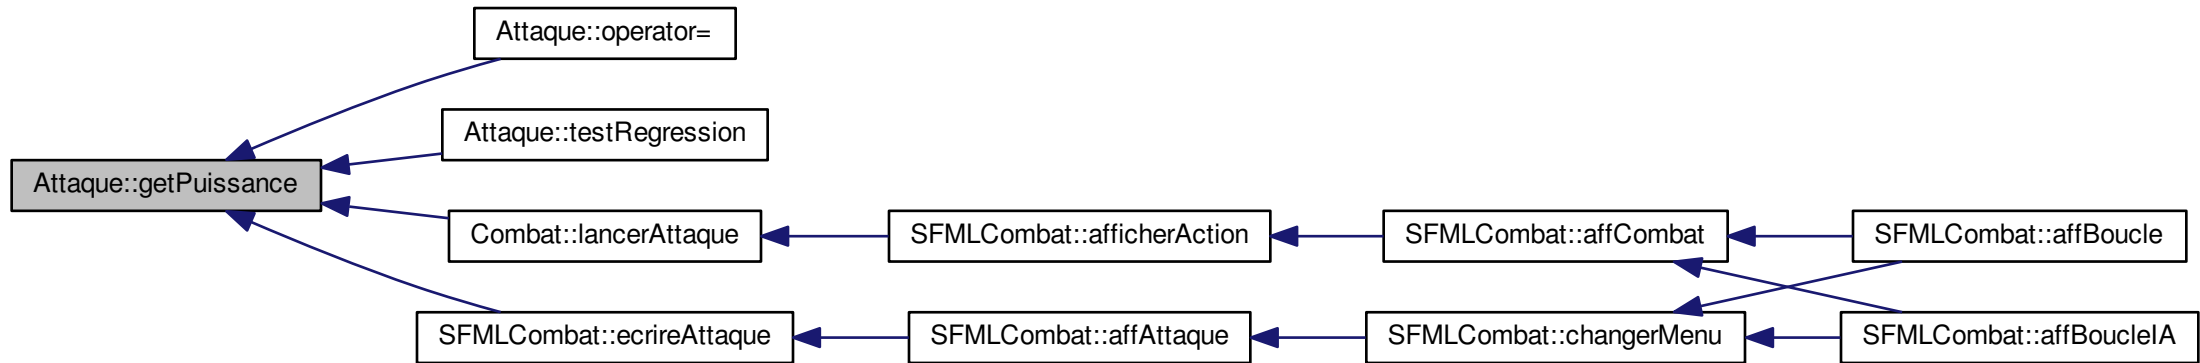 Attaque::operator=
Attaque::testRegression
Attaque::getPuissance
Combat::lancerAttaque
SFMLCombat::afficherAction
SFMLCombat::affCombat
SFMLCombat::affBoucle
SFMLCombat::ecrireAttaque
SFMLCombat::affAttaque
SFMLCombat::changerMenu
SFMLCombat::affBoucleIA